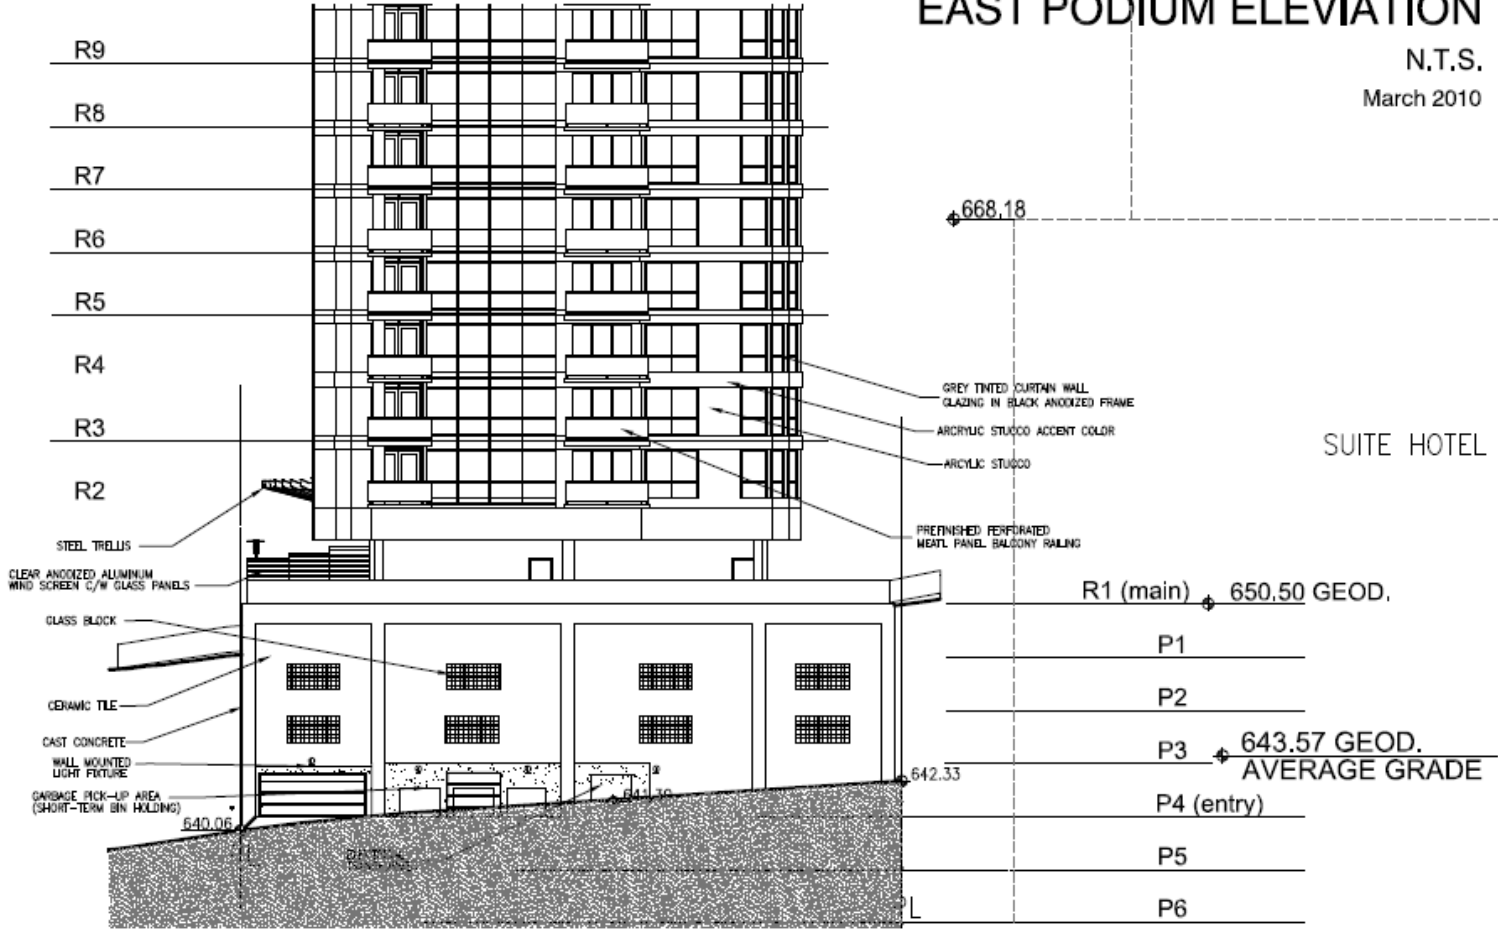 EAST PODIUM ELEVIATION
N.T.S.
March 2010
R9
R8
R7
R6
R5
R4
R3
R2
668.18
GREY TINTED CURTAIN WALL
GLAZING IN BLACK ANODIZED FRAME
ARCRYLIC STUCCO ACCENT COLOR
ARCYLIC STUCCO
SUITE HOTEL
PREFINISHED PERFORATED
MEATL PANEL BALCONY RAILING
STEEL TRELLIS
CLEAR ANODIZED ALUMINUM
WIND SCREEN C/W GLASS PANELS
GLASS BLOCK
CERAMIC TILE
CAST CONCRETE
WALL MOUNTED
LIGHT FIXTURE
GARBAGE PICK-UP AREA
(SHORT-TERM BIN HOLDING)
640.06
641.30
642.33
R1 (main) 650.50 GEOD.
P1
P2
P3 643.57 GEOD.
AVERAGE GRADE
P4 (entry)
P5
P6
PL